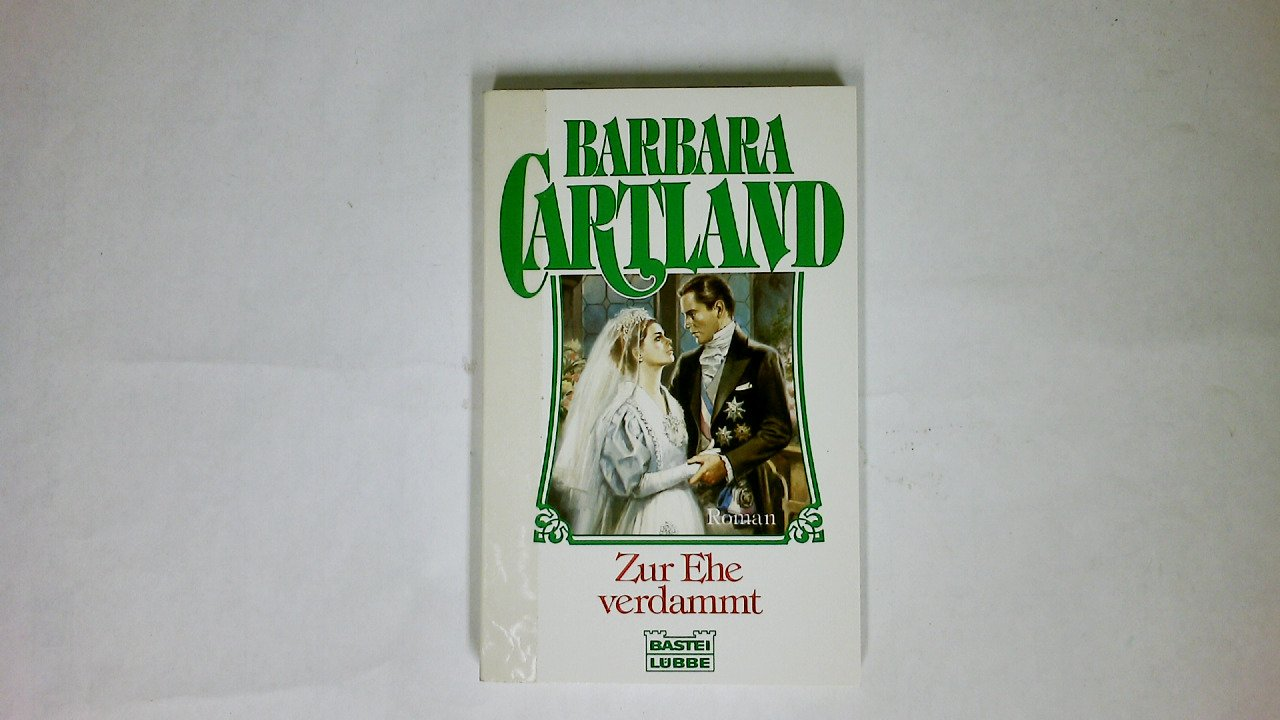 BARBARA
CARTLAND
Roman
Zur Ehe
verdammt
BASTEI
LÜBBE